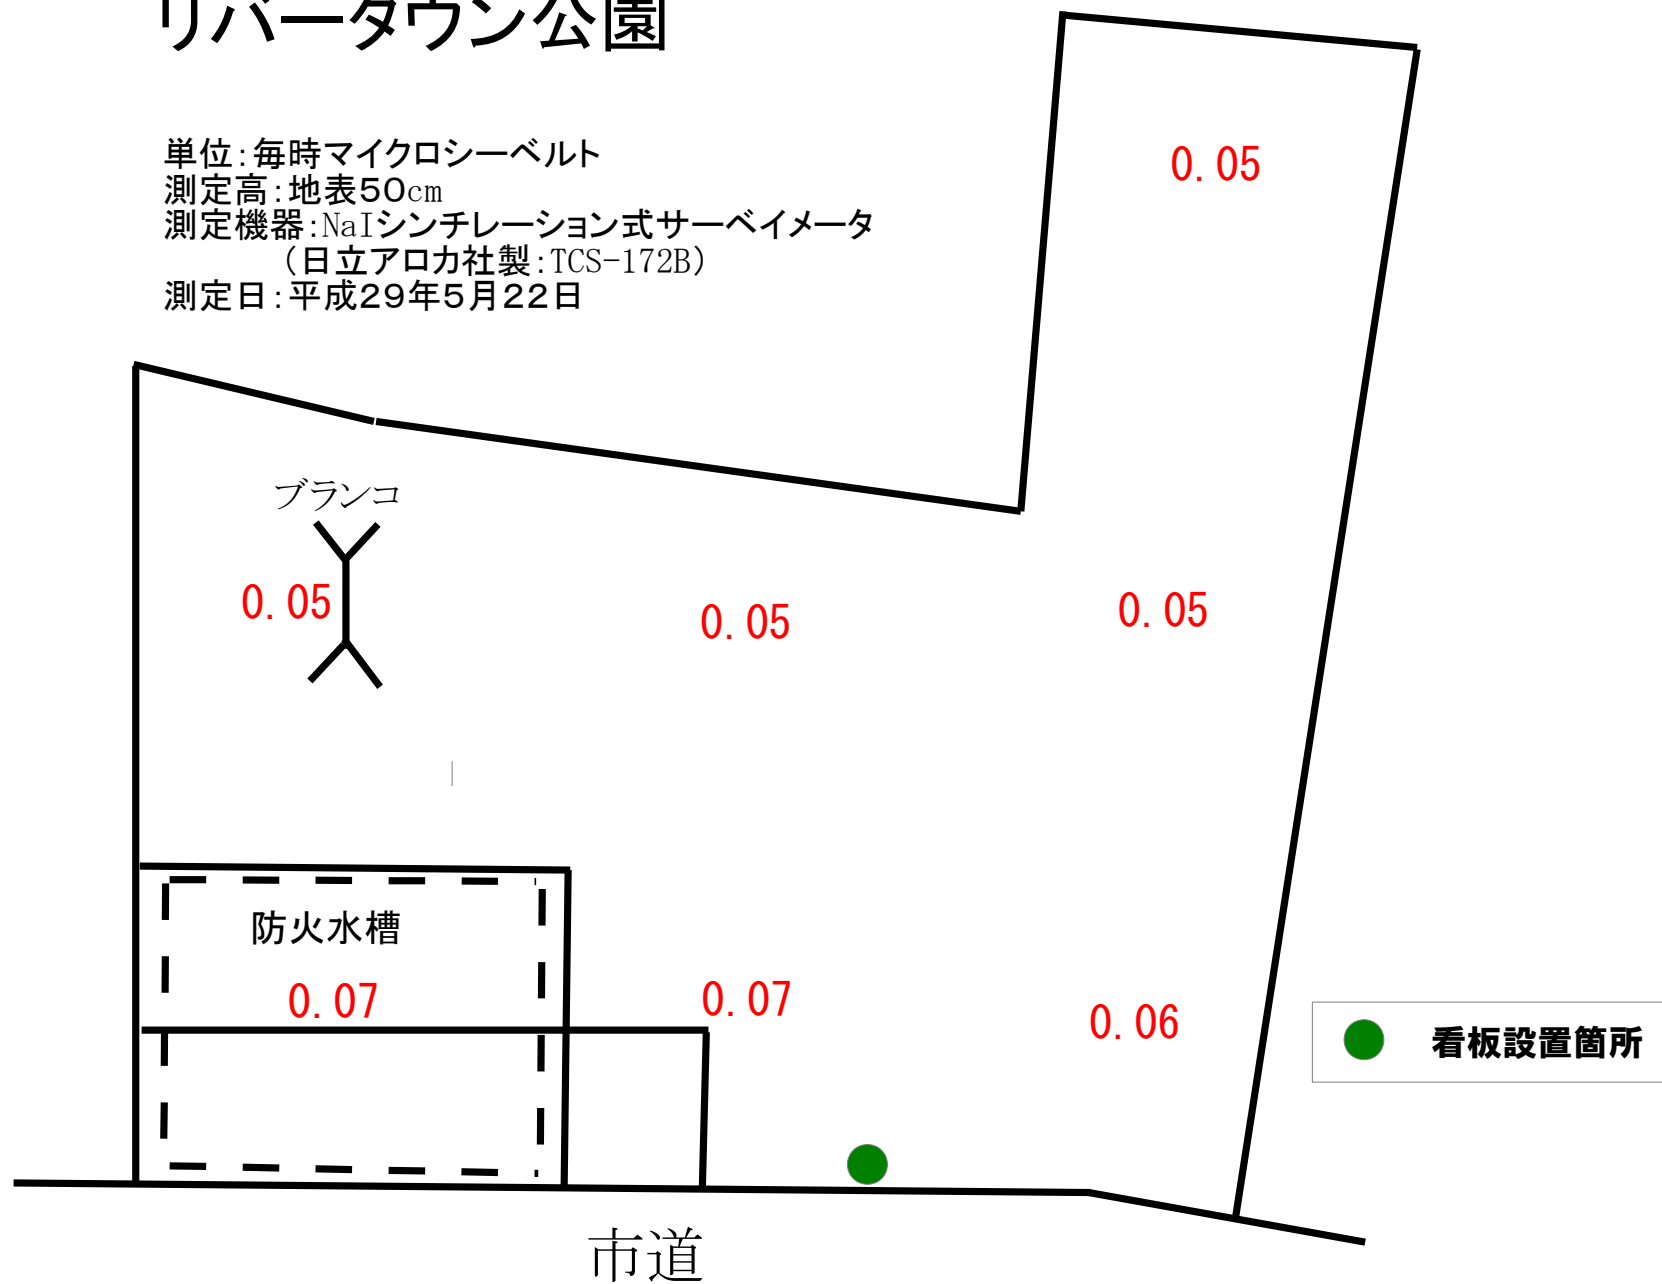 リバータウン公園
単位:毎時マイクロシーベルト
測定高:地表50cm
測定機器:NaIシンチレーション式サーベイメータ
(日立アロカ社製:TCS-172B)
測定日:平成29年5月22日
0.05
ブランコ
0.05
0.05
0.05
防火水槽
0.07
0.07
0.06
看板設置箇所
市道